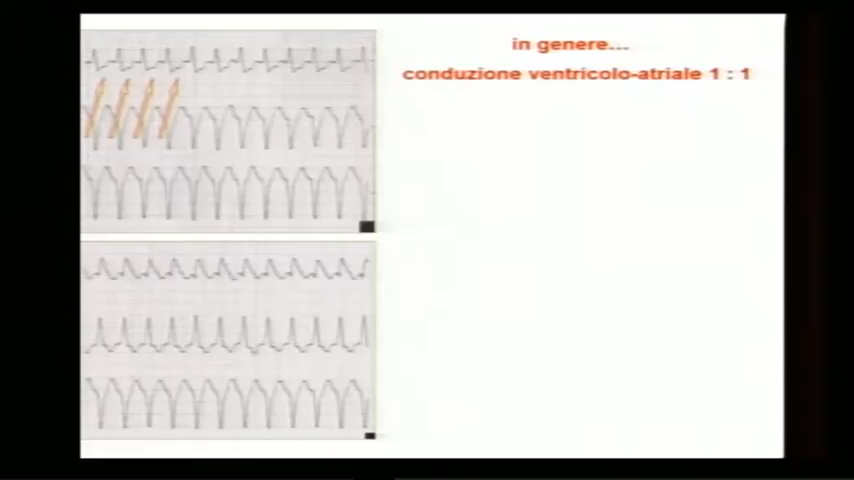 in genere...
conduzione ventricolo-atriale 1 : 1